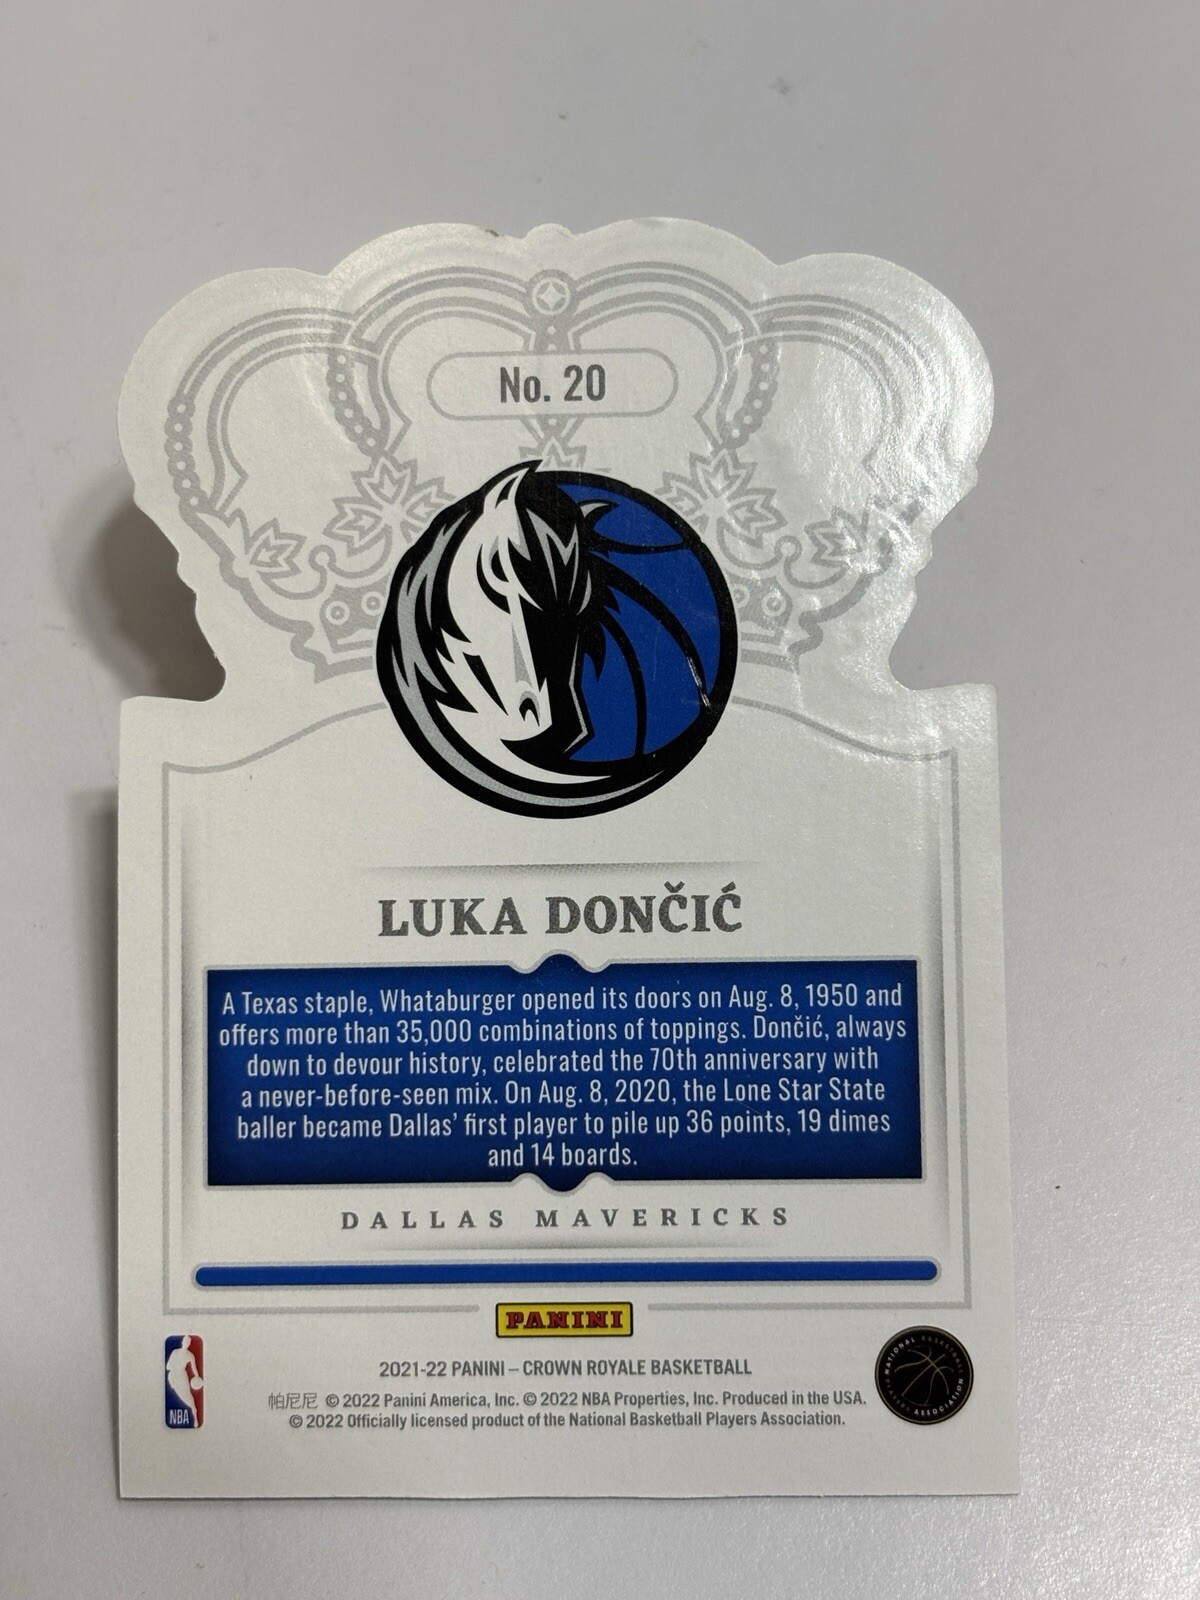 No. 20
LUKA DONČIĆ
A Texas staple, Whataburger opened its doors on Aug. 8, 1950 and
offers more than 35,000 combinations of toppings. Dončić, always
down to devour history, celebrated the 70th anniversary with
a never-before-seen mix. On Aug. 8, 2020, the Lone Star State
baller became Dallas' first player to pile up 36 points, 19 dimes
and 14 boards.
DALLAS MAVERICKS
PANINI
2021-22 PANINI – CROWN ROYALE BASKETBALL
帕尼尼 © 2022 Panini America, Inc. © 2022 NBA Properties, Inc. Produced in the USA.
© 2022 Officially licensed product of the National Basketball Players Association.
NBA
NATIONAL BASKETBALL PLAYERS ASSOCIATION